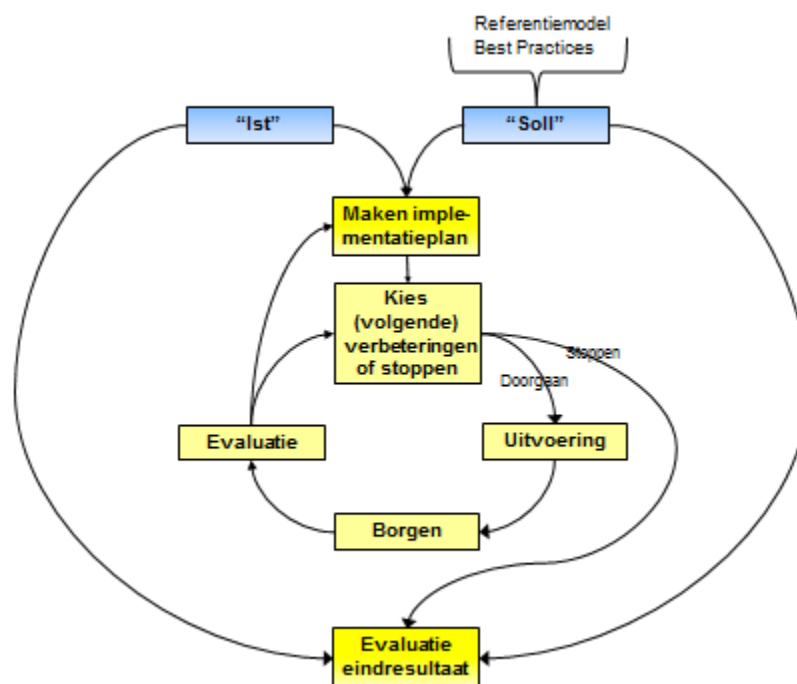 Referentiemodel
Best Practices
“Ist”
“Soll”
Maken imple-
mentatieplan
Kies
(volgende)
verbeteringen
of stoppen
Stoppen
Doorgaan
Evaluatie
Uitvoering
Borgen
Evaluatie
eindresultaat